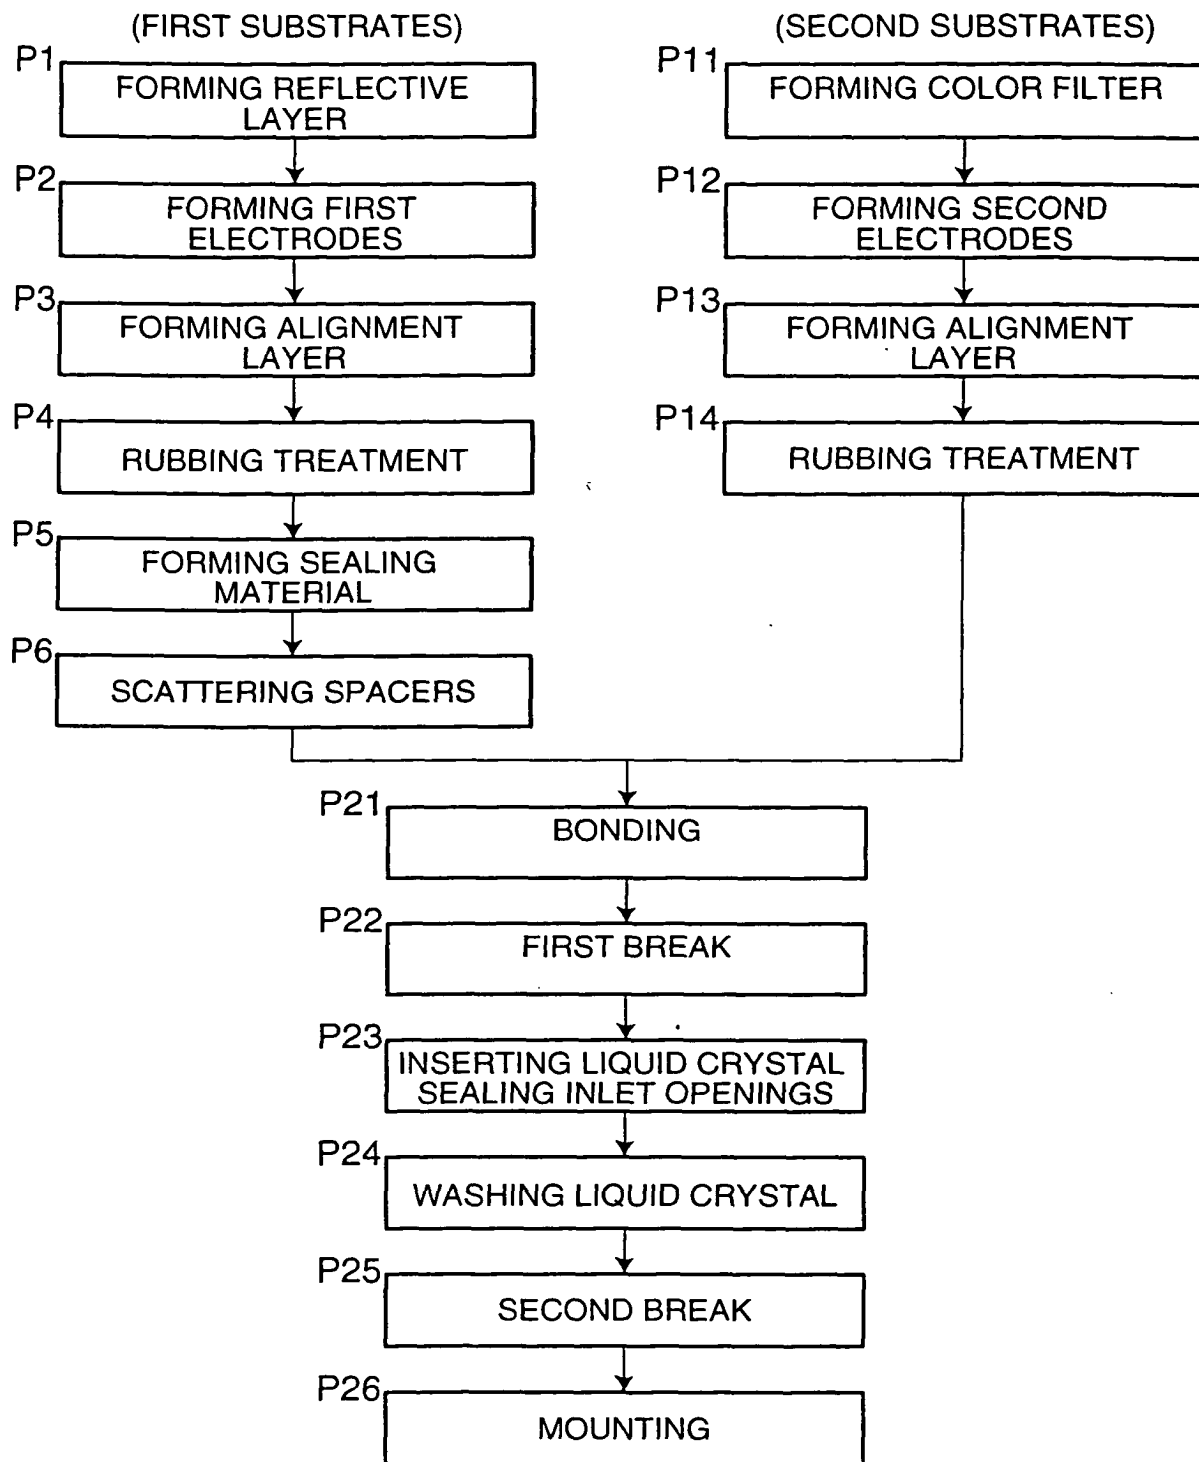 (FIRST SUBSTRATES)
P1
FORMING REFLECTIVE
LAYER
P2
FORMING FIRST
ELECTRODES
P3
FORMING ALIGNMENT
LAYER
P4
RUBBING TREATMENT
P5
FORMING SEALING
MATERIAL
P6
SCATTERING SPACERS
(SECOND SUBSTRATES)
P11
FORMING COLOR FILTER
P12
FORMING SECOND
ELECTRODES
P13
FORMING ALIGNMENT
LAYER
P14
RUBBING TREATMENT
P21
BONDING
P22
FIRST BREAK
P23
INSERTING LIQUID CRYSTAL
SEALING INLET OPENINGS
P24
WASHING LIQUID CRYSTAL
P25
SECOND BREAK
P26
MOUNTING